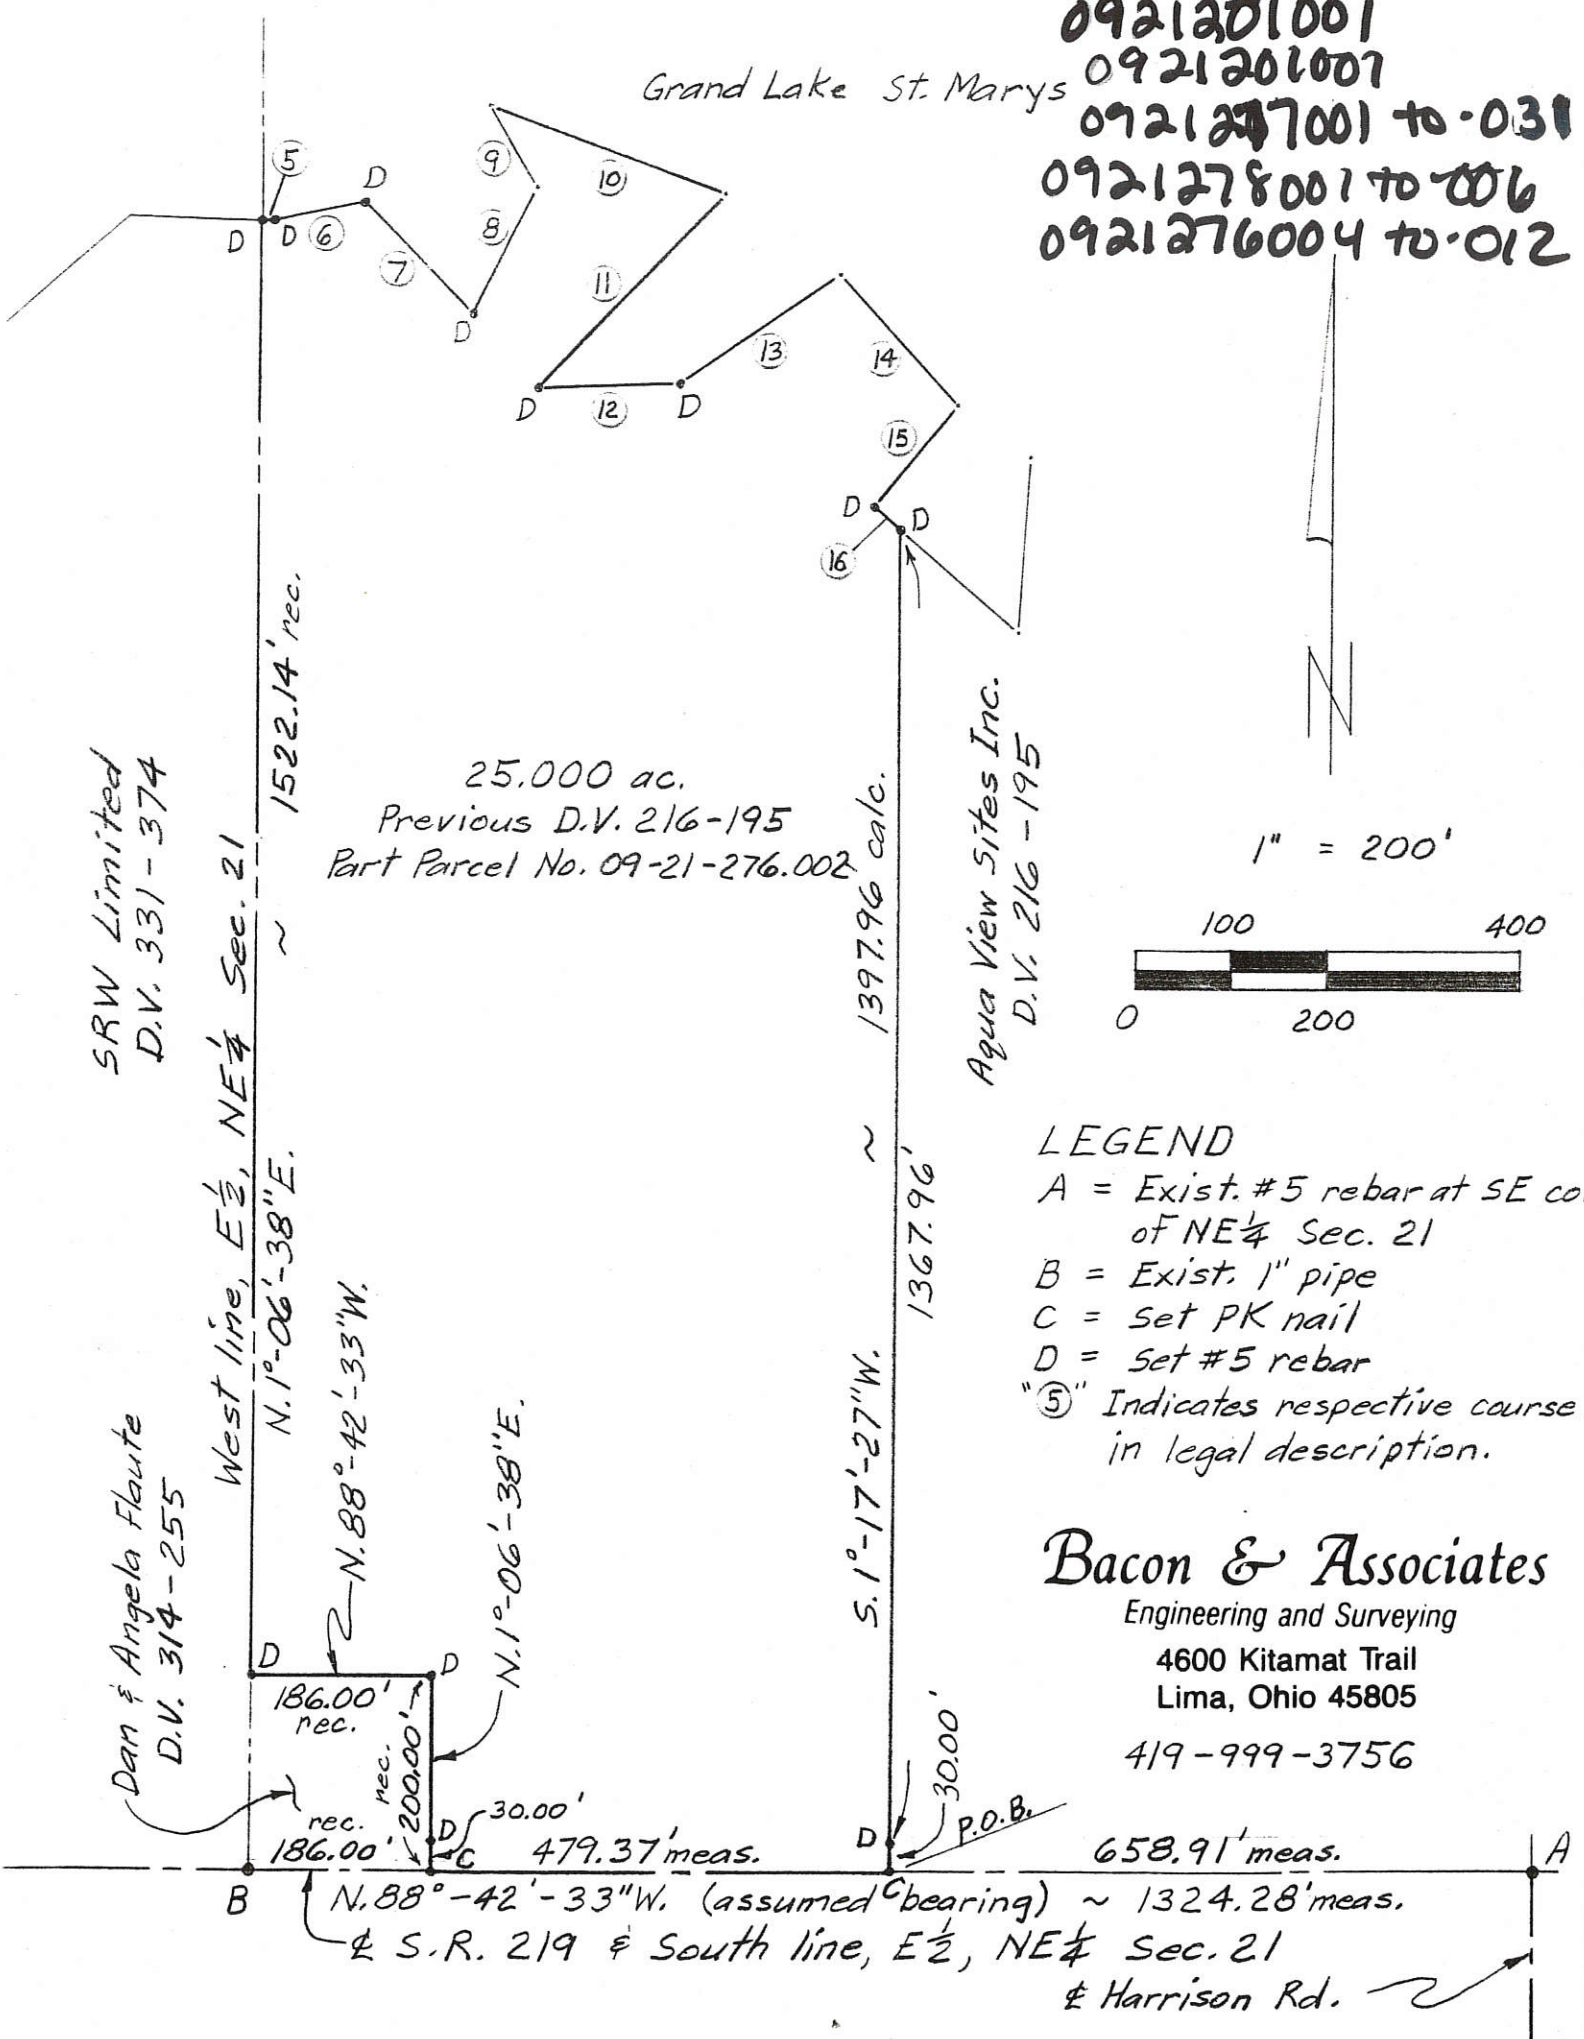 0921201001
0921201007
Grand Lake St. Marys
0921277001 to -031
0921278001 to -006
0921276004 to -012
5
D
9
10
D
D
6
8
7
11
D
13
14
D
12
D
15
D
D
16
1522.14' rec.
SRW Limited
D.V. 331-374
25.000 ac.
Previous D.V. 216-195
Part Parcel No. 09-21-276.002
Aqua View Sites Inc.
D.V. 216-195
N
1" = 200'
100
400
0
200
1397.96 calc.
~
1367.96'
S. 1°-17'-27"W.
West line, E½, NE¼ Sec. 21
~
N. 1°-06'-38"E.
LEGEND
A = Exist. #5 rebar at SE
of NE¼ Sec. 21
B = Exist. 1" pipe
C = Set PK nail
D = Set #5 rebar
"5" Indicates respective course
in legal description.
N. 88°-42'-33"W.
N. 1°-06'-38"E.
Dan & Angela Flaute
D.V. 314-255
Bacon & Associates
Engineering and Surveying
4600 Kitamat Trail
Lima, Ohio 45805
419-999-3756
D
D
186.00'
rec.
rec.
200.00'
30.00'
30.00'
P.O.B.
rec.
186.00'
D
C
479.37' meas.
D
C
658.91' meas.
A
B
N. 88°-42'-33"W. (assumed bearing) ~ 1324.28' meas.
℄ S.R. 219 & South line, E½, NE¼ Sec. 21
℄ Harrison Rd.